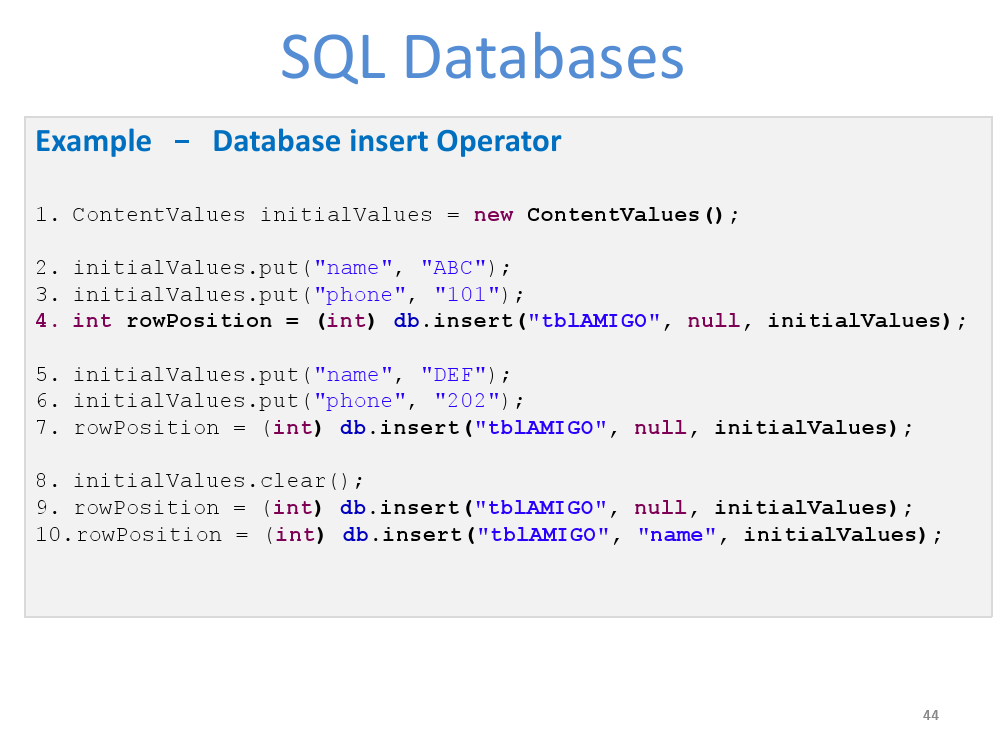 SQL Databases
Example – Database insert Operator
1. ContentValues initialValues = new ContentValues();
2. initialValues.put("name", "ABC");
3. initialValues.put("phone", "101");
4. int rowPosition = (int) db.insert("tblAMIGO", null, initialValues);
5. initialValues.put("name", "DEF");
6. initialValues.put("phone", "202");
7. rowPosition = (int) db.insert("tblAMIGO", null, initialValues);
8. initialValues.clear();
9. rowPosition = (int) db.insert("tblAMIGO", null, initialValues);
10.rowPosition = (int) db.insert("tblAMIGO", "name", initialValues);
44